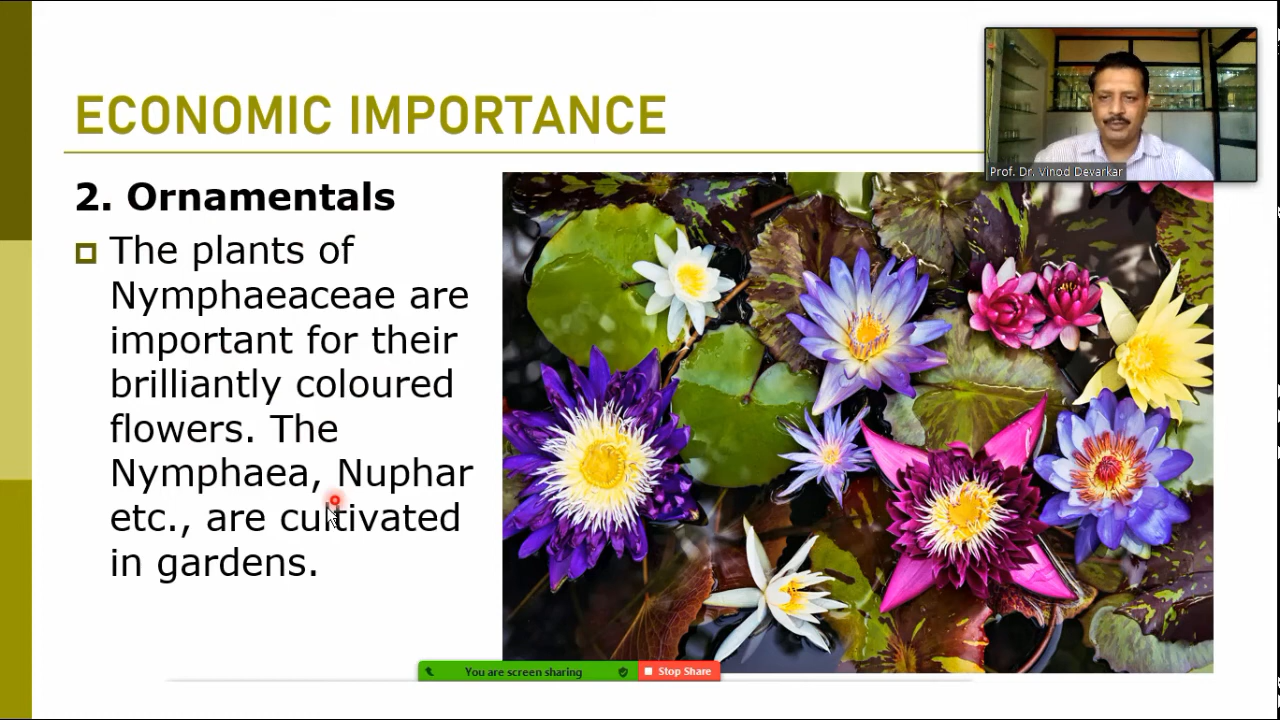 ECONOMIC IMPORTANCE
Prof. Dr. Vinod Devarkar
2. Ornamentals
The plants of
Nymphaeaceae are
important for their
brilliantly coloured
flowers. The
Nymphaea, Nuphar
etc., are cultivated
in gardens.
You are screen sharing
Stop Share